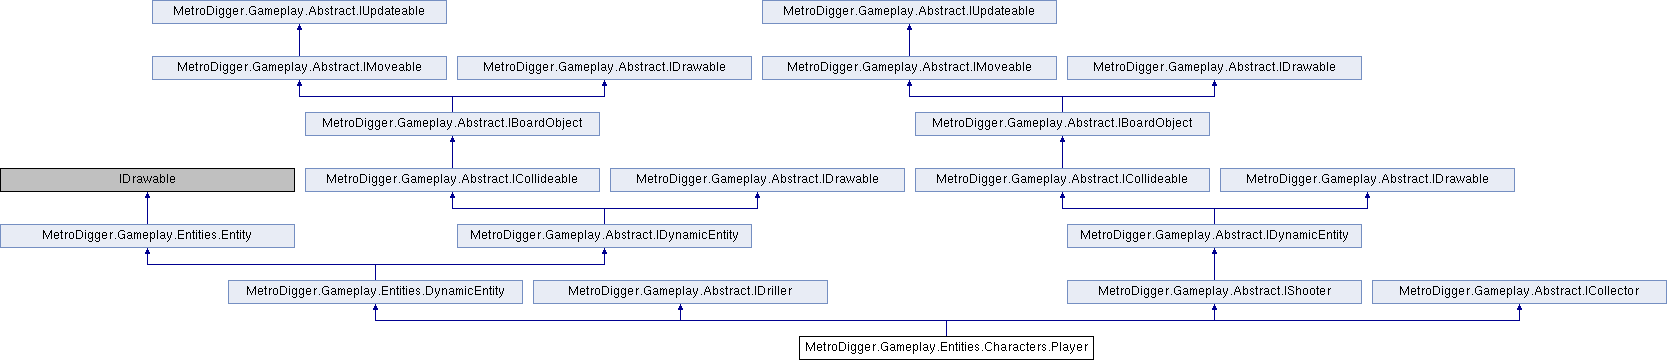 MetroDigger.Gameplay.Abstract.IUpdateable
MetroDigger.Gameplay.Abstract.IUpdateable
MetroDigger.Gameplay.Abstract.IMoveable
MetroDigger.Gameplay.Abstract.IDrawable
MetroDigger.Gameplay.Abstract.IMoveable
MetroDigger.Gameplay.Abstract.IDrawable
MetroDigger.Gameplay.Abstract.IBoardObject
MetroDigger.Gameplay.Abstract.IBoardObject
IDrawable
MetroDigger.Gameplay.Abstract.ICollideable
MetroDigger.Gameplay.Abstract.IDrawable
MetroDigger.Gameplay.Abstract.ICollideable
MetroDigger.Gameplay.Abstract.IDrawable
MetroDigger.Gameplay.Entities.Entity
MetroDigger.Gameplay.Abstract.IDynamicEntity
MetroDigger.Gameplay.Abstract.IDynamicEntity
MetroDigger.Gameplay.Entities.DynamicEntity
MetroDigger.Gameplay.Abstract.IDriller
MetroDigger.Gameplay.Abstract.IShooter
MetroDigger.Gameplay.Abstract.ICollector
MetroDigger.Gameplay.Entities.Characters.Player